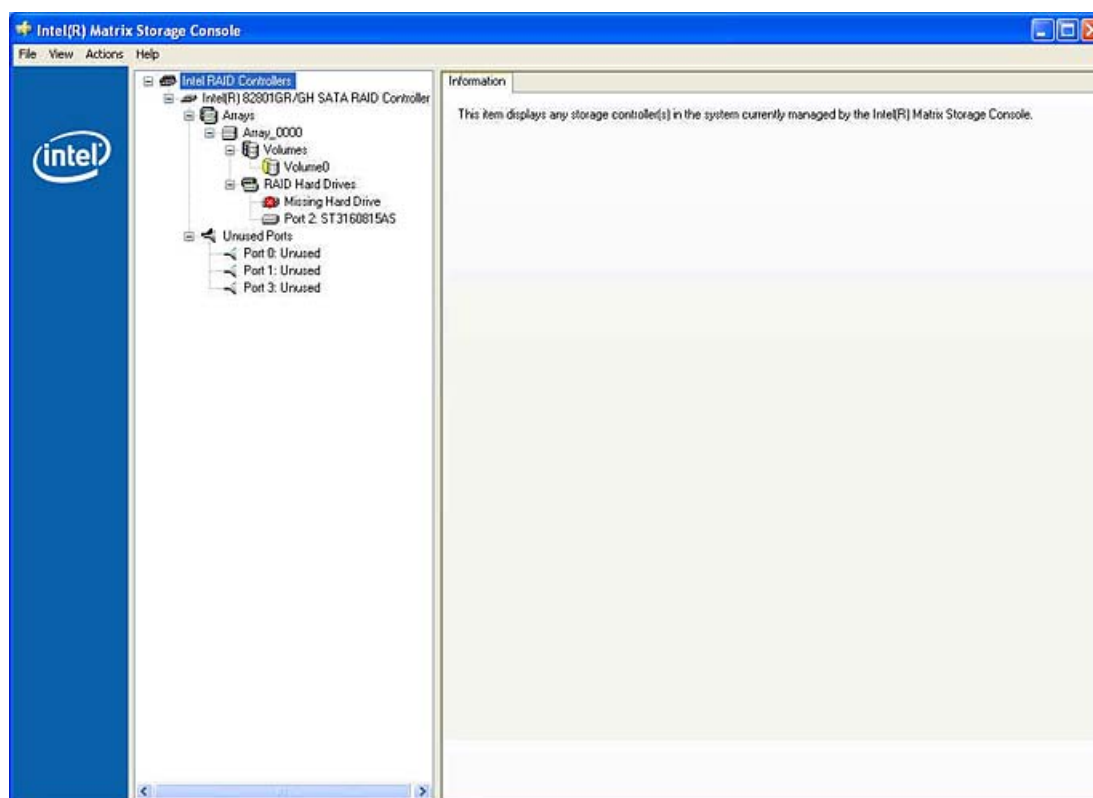 Intel(R) Matrix Storage Console
File View Actions Help
intel
Intel RAID Controllers
Intel(R) 82801GR/GH SATA RAID Controller
Arrays
Array_0000
Volumes
Volume0
RAID Hard Drives
Missing Hard Drive
Port 2: ST3160815AS
Unused Ports
Port 0: Unused
Port 1: Unused
Port 3: Unused
Information
This item displays any storage controller(s) in the system currently managed by the Intel(R) Matrix Storage Console.